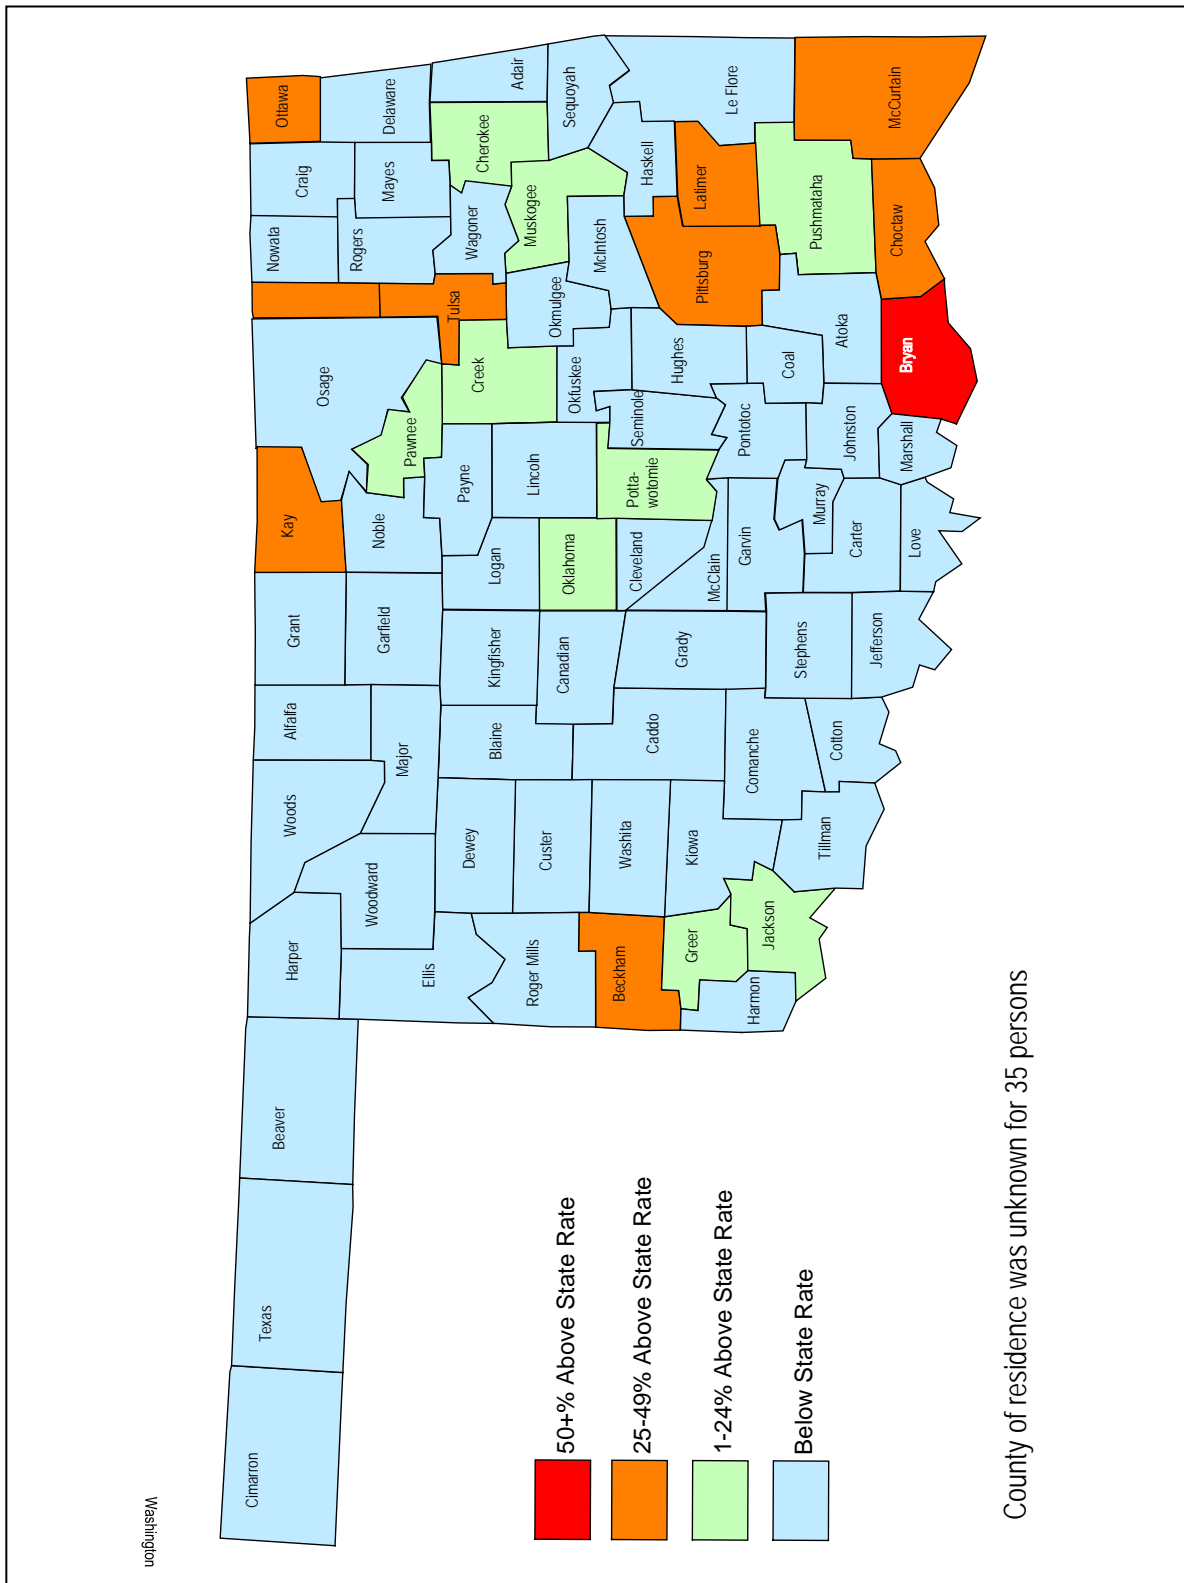 Cimarron
Texas
Beaver
Harper
Woods
Alfalfa
Grant
Kay
Osage
Nowata
Craig
Ottawa
Ellis
Woodward
Major
Garfield
Noble
Pawnee
Rogers
Mayes
Delaware
Roger Mills
Dewey
Blaine
Kingfisher
Logan
Payne
Creek
Tulsa
Wagoner
Cherokee
Adair
Custer
Canadian
Oklahoma
Lincoln
Okfuskee
Okmulgee
Muskogee
Sequoyah
Beckham
Washita
Caddo
Grady
Cleveland
Potta-
wotomie
Seminole
Hughes
McIntosh
Haskell
Greer
Kiowa
McClain
Pittsburg
Latimer
Le Flore
Harmon
Jackson
Comanche
Garvin
Pontotoc
Coal
Tillman
Cotton
Stephens
Murray
Johnston
Atoka
Pushmataha
McCurtain
Jefferson
Carter
Love
Marshall
Bryan
Choctaw
50+% Above State Rate
25-49% Above State Rate
1-24% Above State Rate
Below State Rate
County of residence was unknown for 35 persons
Washington